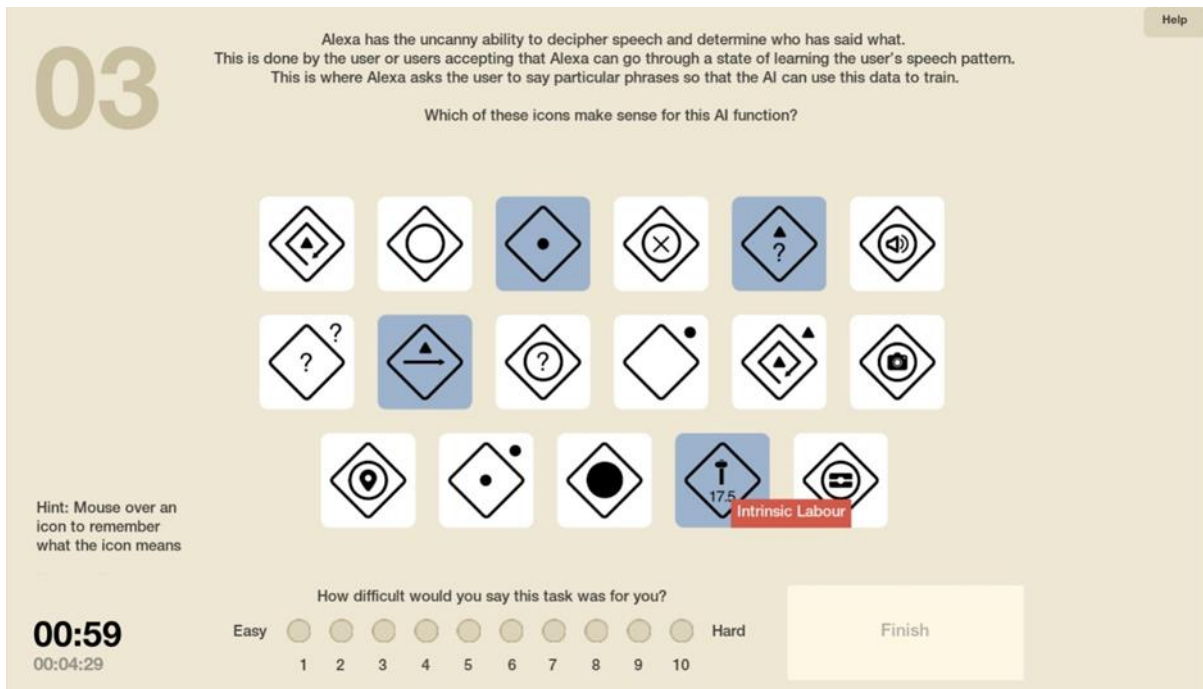 Help
03
Alexa has the uncanny ability to decipher speech and determine who has said what.
This is done by the user or users accepting that Alexa can go through a state of learning the user's speech pattern.
This is where Alexa asks the user to say particular phrases so that the AI can use this data to train.
Which of these icons make sense for this AI function?
?
?
?
?
17.5
Intrinsic Labour
Hint: Mouse over an
icon to remember
what the icon means
How difficult would you say this task was for you?
00:59
Easy
Hard
Finish
00:04:29
1 2 3 4 5 6 7 8 9 10